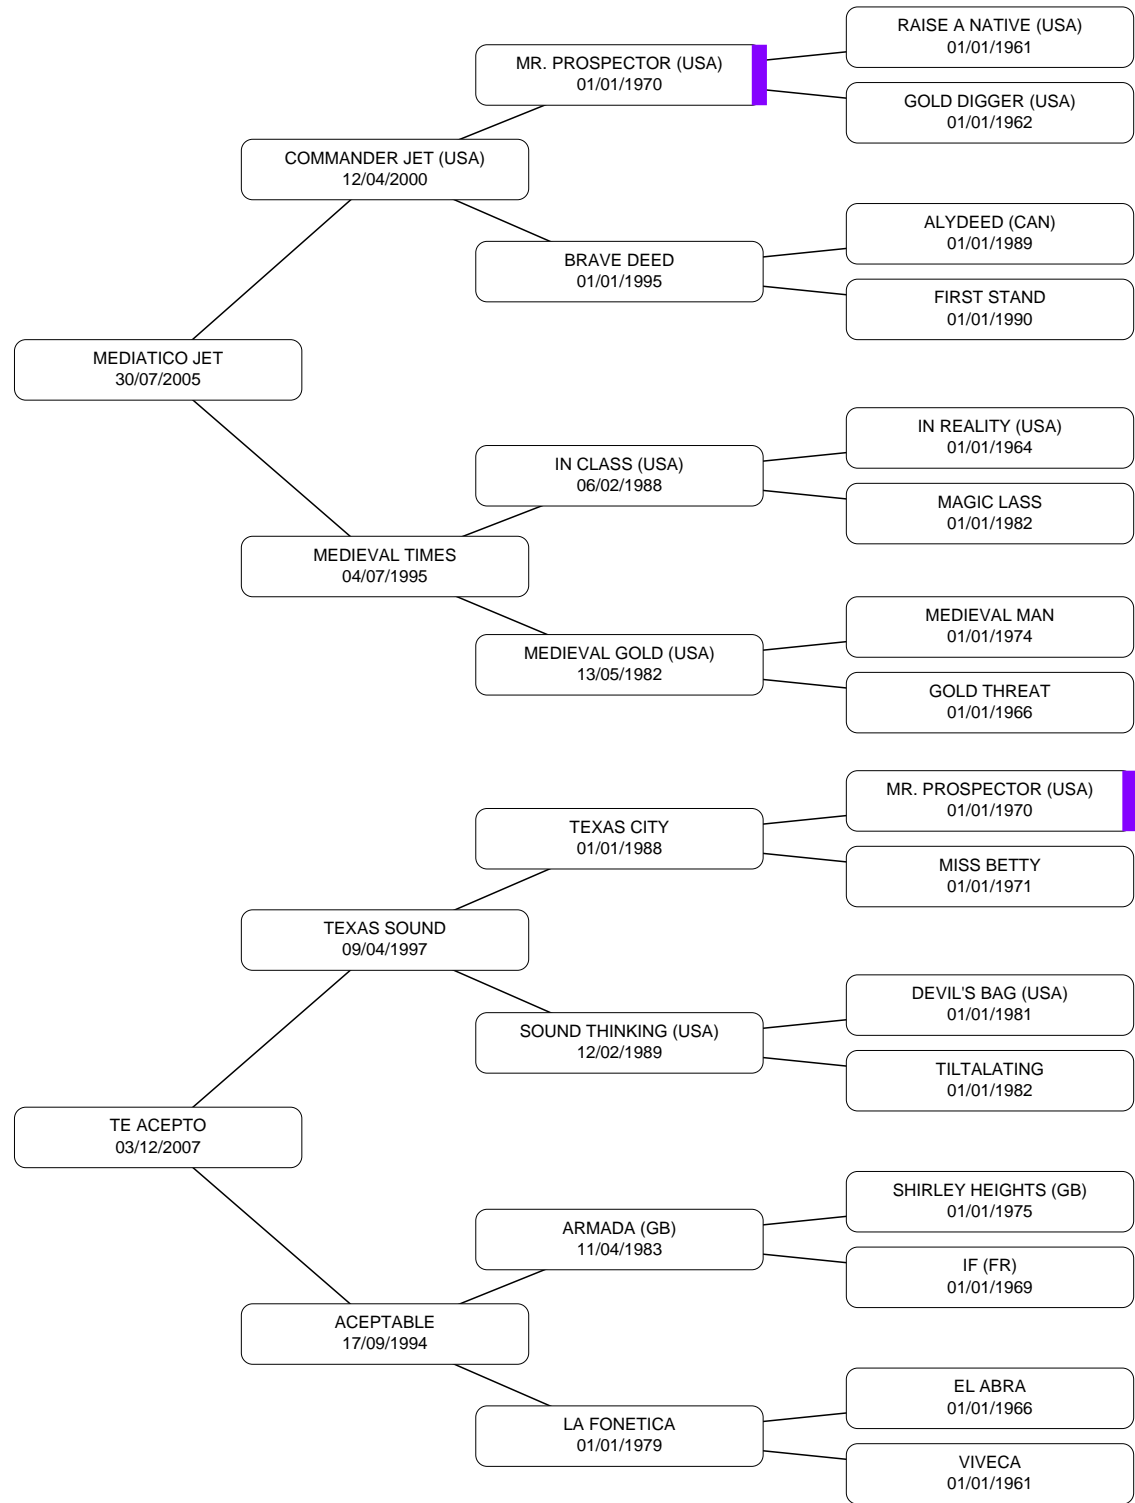 RAISE A NATIVE (USA)
01/01/1961
MR. PROSPECTOR (USA)
01/01/1970
GOLD DIGGER (USA)
01/01/1962
COMMANDER JET (USA)
12/04/2000
ALYDEED (CAN)
01/01/1989
BRAVE DEED
01/01/1995
FIRST STAND
01/01/1990
MEDIATICO JET
30/07/2005
IN REALITY (USA)
01/01/1964
IN CLASS (USA)
06/02/1988
MAGIC LASS
01/01/1982
MEDIEVAL TIMES
04/07/1995
MEDIEVAL MAN
01/01/1974
MEDIEVAL GOLD (USA)
13/05/1982
GOLD THREAT
01/01/1966
MR. PROSPECTOR (USA)
01/01/1970
TEXAS CITY
01/01/1988
MISS BETTY
01/01/1971
TEXAS SOUND
09/04/1997
DEVIL'S BAG (USA)
01/01/1981
SOUND THINKING (USA)
12/02/1989
TILTALATING
01/01/1982
TE ACEPTO
03/12/2007
SHIRLEY HEIGHTS (GB)
01/01/1975
ARMADA (GB)
11/04/1983
IF (FR)
01/01/1969
ACEPTABLE
17/09/1994
EL ABRA
01/01/1966
LA FONETICA
01/01/1979
VIVECA
01/01/1961